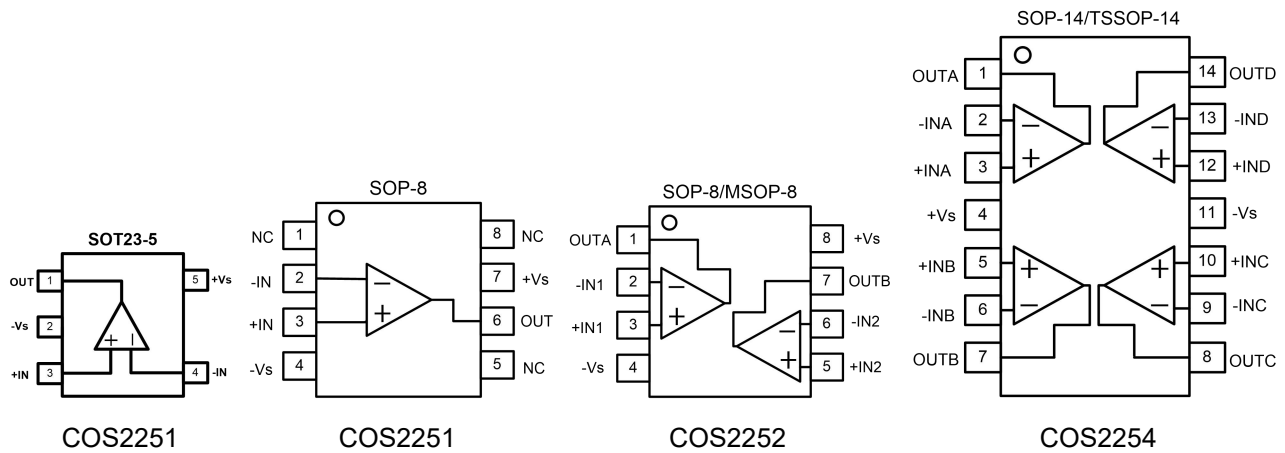 SOT23-5
OUT 1 5 +Vs
-Vs 2
+IN 3 4 -IN
+ −
COS2251
SOP-8
NC 1 8 NC
-IN 2 7 +Vs
+IN 3 6 OUT
-Vs 4 5 NC
−
+
COS2251
SOP-8/MSOP-8
OUTA 1 8 +Vs
-IN1 2 7 OUTB
+IN1 3 6 -IN2
-Vs 4 5 +IN2
− −
+ +
COS2252
SOP-14/TSSOP-14
OUTA 1 14 OUTD
-INA 2 − − 13 -IND
+INA 3 + + 12 +IND
+Vs 4 11 -Vs
+INB 5 + + 10 +INC
-INB 6 − − 9 -INC
OUTB 7 8 OUTC
COS2254